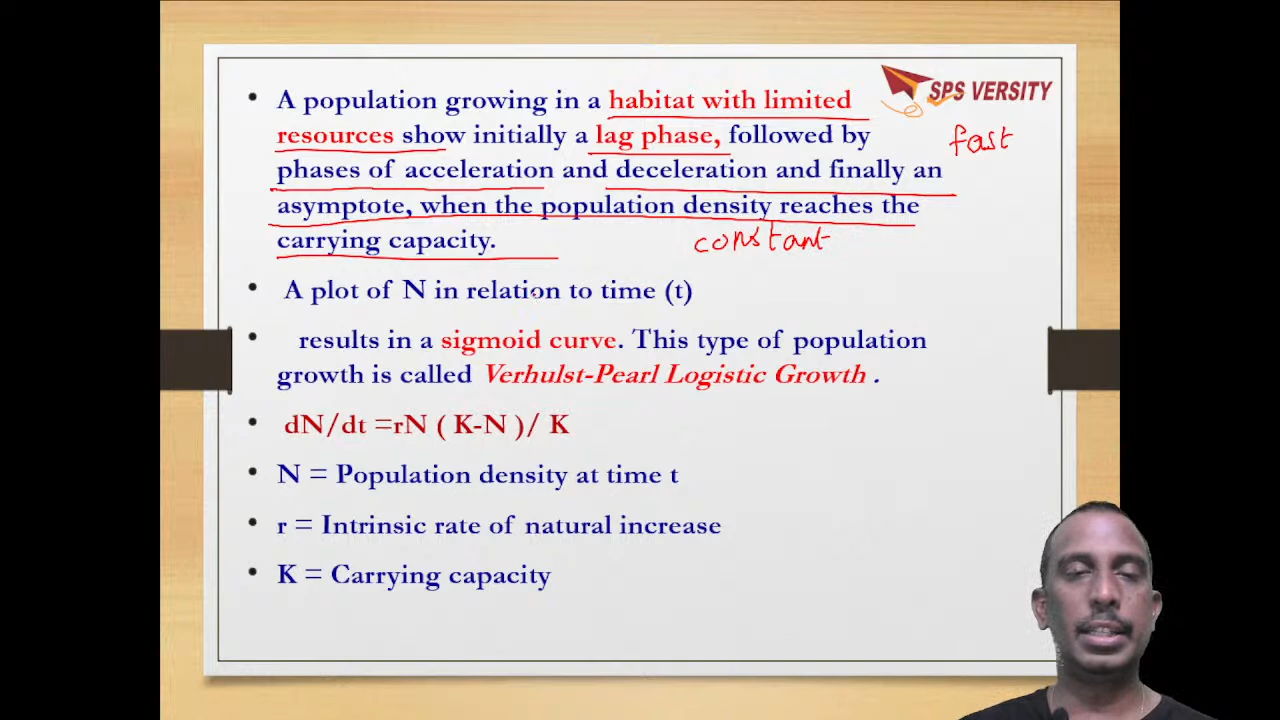 SPS VERSITY
• A population growing in a habitat with limited
resources show initially a lag phase, followed by
fast
phases of acceleration and deceleration and finally an
asymptote, when the population density reaches the
carrying capacity.
constant
• A plot of N in relation to time (t)
• results in a sigmoid curve. This type of population
growth is called Verhulst-Pearl Logistic Growth .
• dN/dt =rN ( K-N )/ K
• N = Population density at time t
• r = Intrinsic rate of natural increase
• K = Carrying capacity